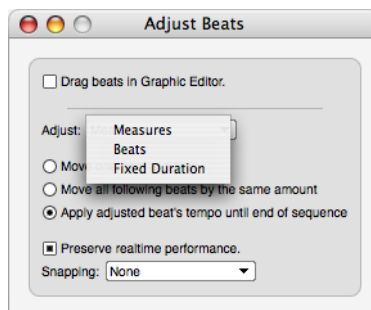 Adjust Beats
Drag beats in Graphic Editor.
Adjust:
Measures
Beats
Fixed Duration
Move
Move all following beats by the same amount
Apply adjusted beat's tempo until end of sequence
Preserve realtime performance.
Snapping: None